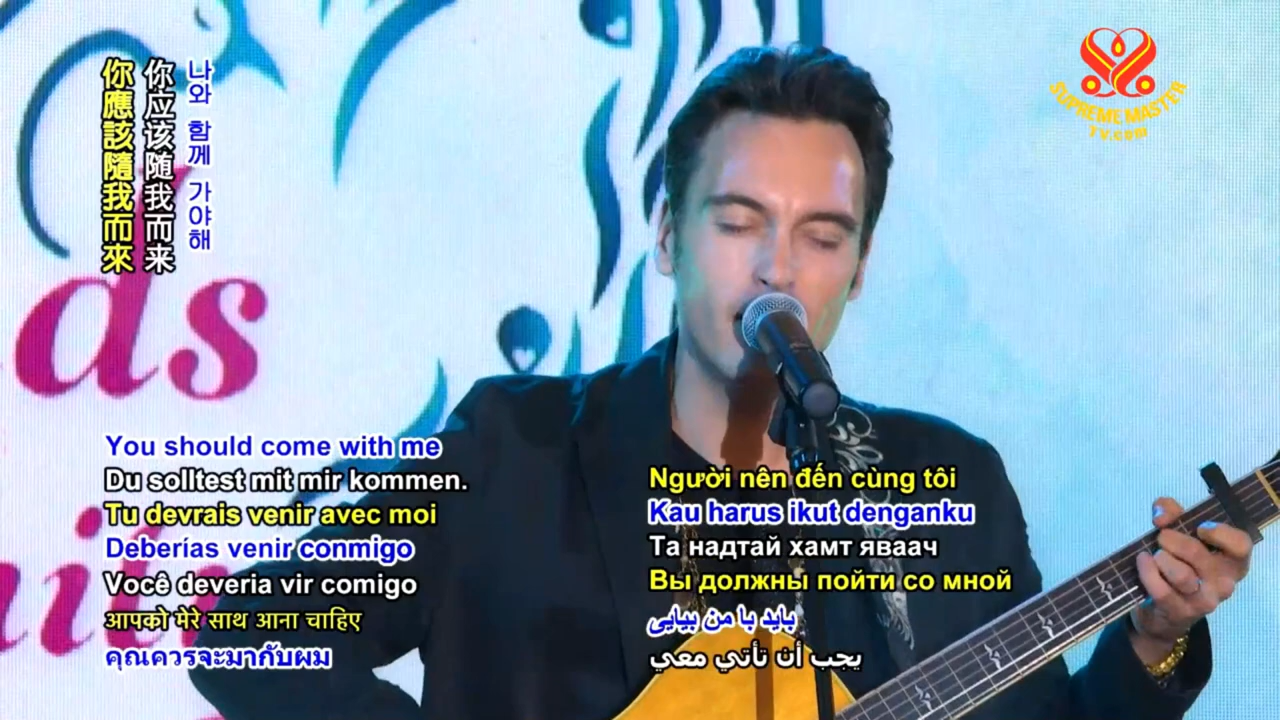 你應該隨我而來
你应该随我而来
나와 함께 가야해
SUPREME MASTER
TV.COM
ds
You should come with me
Du solltest mit mir kommen.
Tu devrais venir avec moi
Deberías venir conmigo
Você deveria vir comigo
आपको मेरे साथ आना चाहिए
คุณควรจะมากับผม
Người nên đến cùng tôi
Kau harus ikut denganku
Та надтай хамт яваач
Вы должны пойти со мной
باید با من بیایی
يجب أن تأتي معي